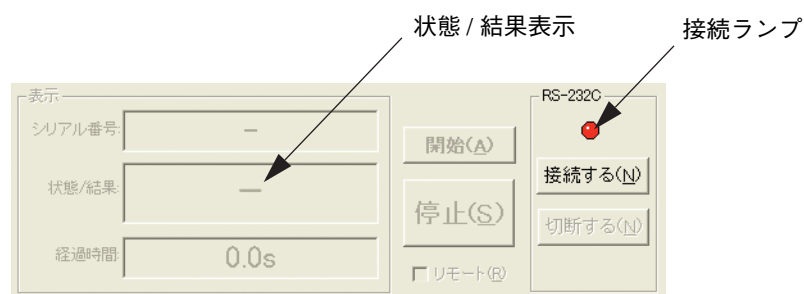 状態 / 結果表示
接続ランプ
表示
RS-232C
シリアル番号:
–
開始(A)
接続する(N)
状態/結果:
—
停止(S)
切断する(N)
経過時間:
0.0s
リモート(R)